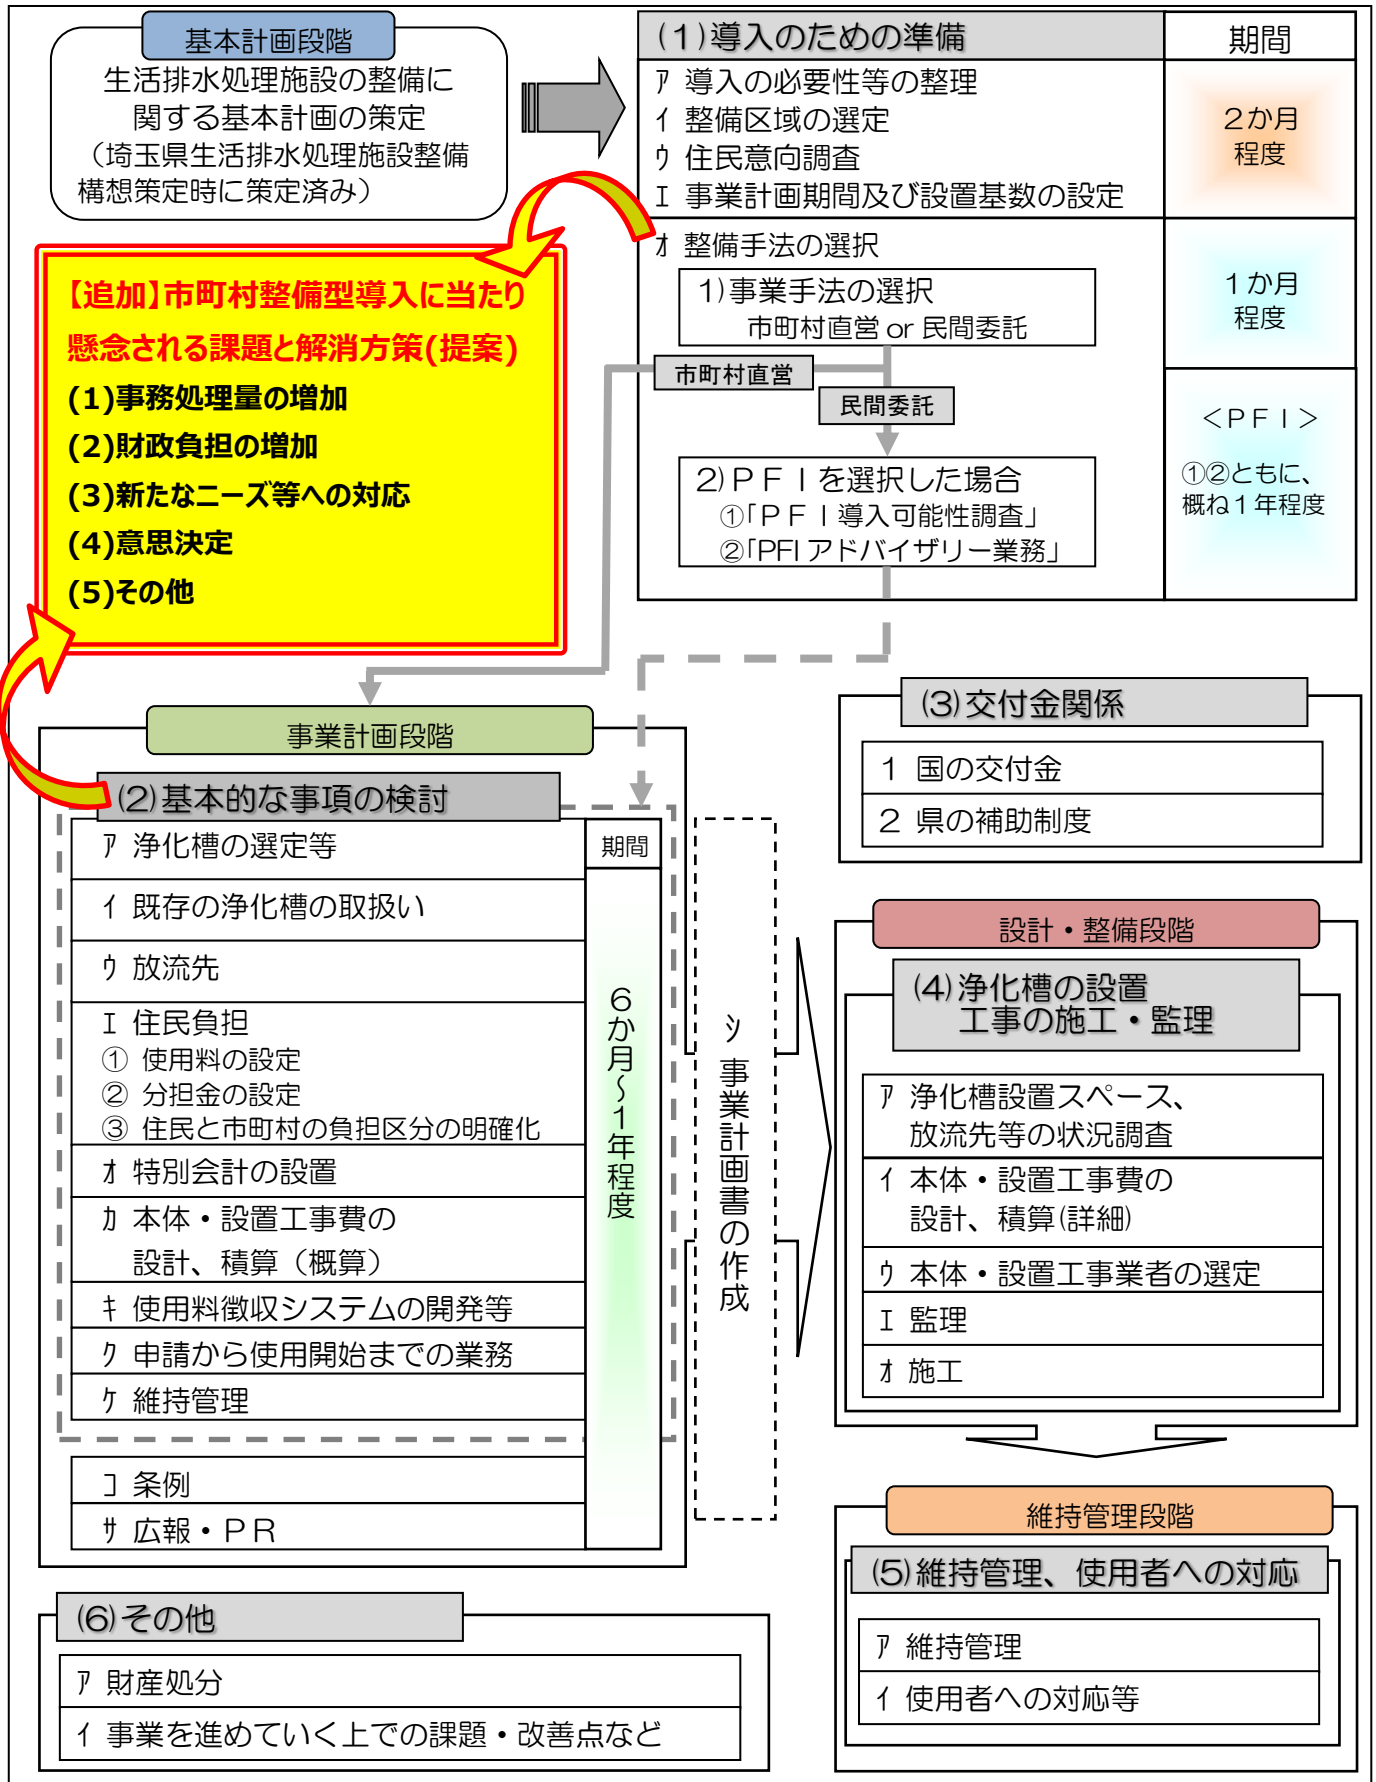 基本計画段階
生活排水処理施設の整備に
関する基本計画の策定
（埼玉県生活排水処理施設整備
構想策定時に策定済み）
(1)導入のための準備
期間
ｱ 導入の必要性等の整理
ｲ 整備区域の選定
ｳ 住民意向調査
ｴ 事業計画期間及び設置基数の設定
２か月
程度
ｵ 整備手法の選択
1)事業手法の選択
市町村直営 or 民間委託
１か月
程度
市町村直営
民間委託
2)ＰＦＩを選択した場合
①「ＰＦＩ導入可能性調査」
②「PFIアドバイザリー業務」
＜ＰＦＩ＞
①②ともに、
概ね１年程度
【追加】市町村整備型導入に当たり
懸念される課題と解消方策(提案)
(1)事務処理量の増加
(2)財政負担の増加
(3)新たなニーズ等への対応
(4)意思決定
(5)その他
事業計画段階
(2)基本的な事項の検討
期間
ｱ 浄化槽の選定等
ｲ 既存の浄化槽の取扱い
ｳ 放流先
ｴ 住民負担
① 使用料の設定
② 分担金の設定
③ 住民と市町村の負担区分の明確化
ｵ 特別会計の設置
ｶ 本体・設置工事費の
設計、積算（概算）
ｷ 使用料徴収システムの開発等
ｸ 申請から使用開始までの業務
ｹ 維持管理
ｺ 条例
ｻ 広報・ＰＲ
６か月～１年程度
ｼ 事業計画書の作成
(3)交付金関係
１ 国の交付金
２ 県の補助制度
設計・整備段階
(4)浄化槽の設置
工事の施工・監理
ｱ 浄化槽設置スペース、
放流先等の状況調査
ｲ 本体・設置工事費の
設計、積算(詳細)
ｳ 本体・設置工事業者の選定
ｴ 監理
ｵ 施工
維持管理段階
(5)維持管理、使用者への対応
ｱ 維持管理
ｲ 使用者への対応等
(6)その他
ｱ 財産処分
ｲ 事業を進めていく上での課題・改善点など